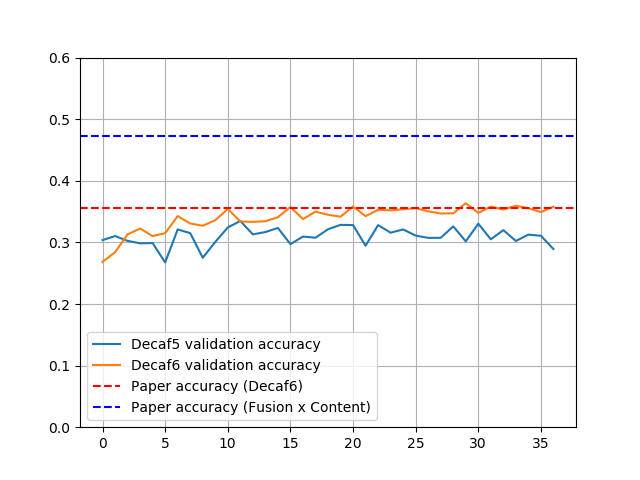 0.6
0.5
0.4
0.3
0.2
0.1
0.0
Decaf5 validation accuracy
Decaf6 validation accuracy
Paper accuracy (Decaf6)
Paper accuracy (Fusion x Content)
0 5 10 15 20 25 30 35